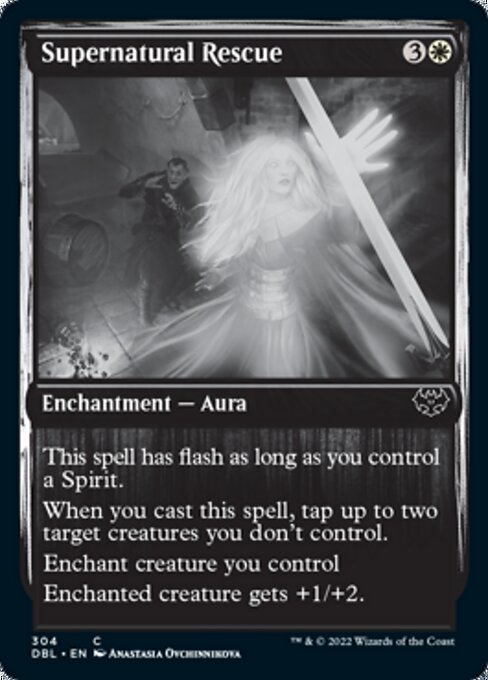 Supernatural Rescue 3
Enchantment — Aura
This spell has flash as long as you control
a Spirit.
When you cast this spell, tap up to two
target creatures you don't control.
Enchant creature you control
Enchanted creature gets +1/+2.
304 C
DBL • EN Anastasia Ovchinnikova
™ & © 2022 Wizards of the Coast